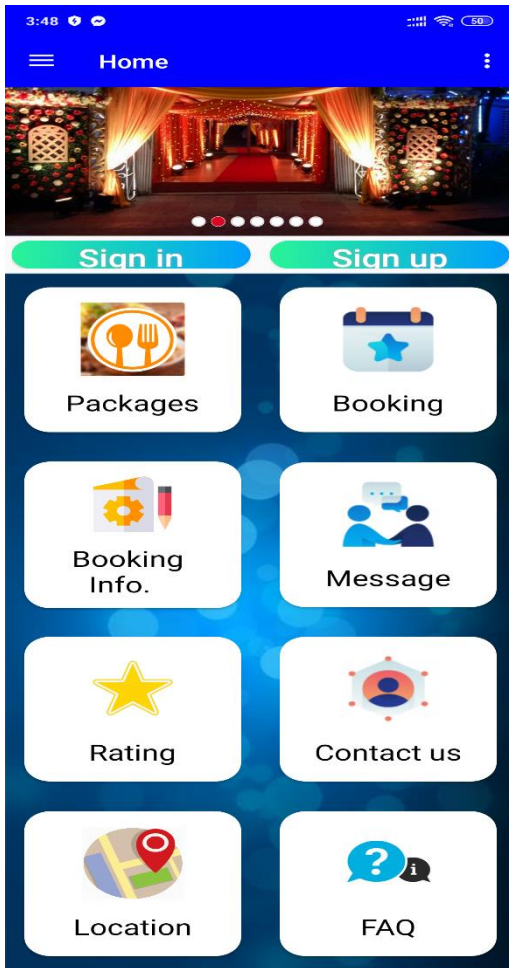 3:48
50
Home
Sign in
Sign up
Packages
Booking
Booking
Info.
Message
Rating
Contact us
Location
?
i
FAQ